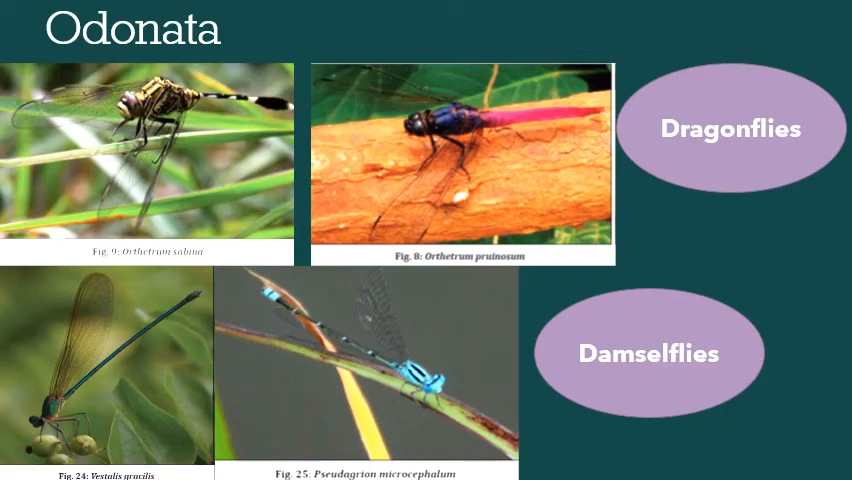 Odonata
Dragonflies
Fig. 9: Orthetrum sabina
Fig. 8: Orthetrum pruinosum
Damselflies
Fig. 24: Vestalis gracilis
Fig. 25: Pseudagrion microcephalum